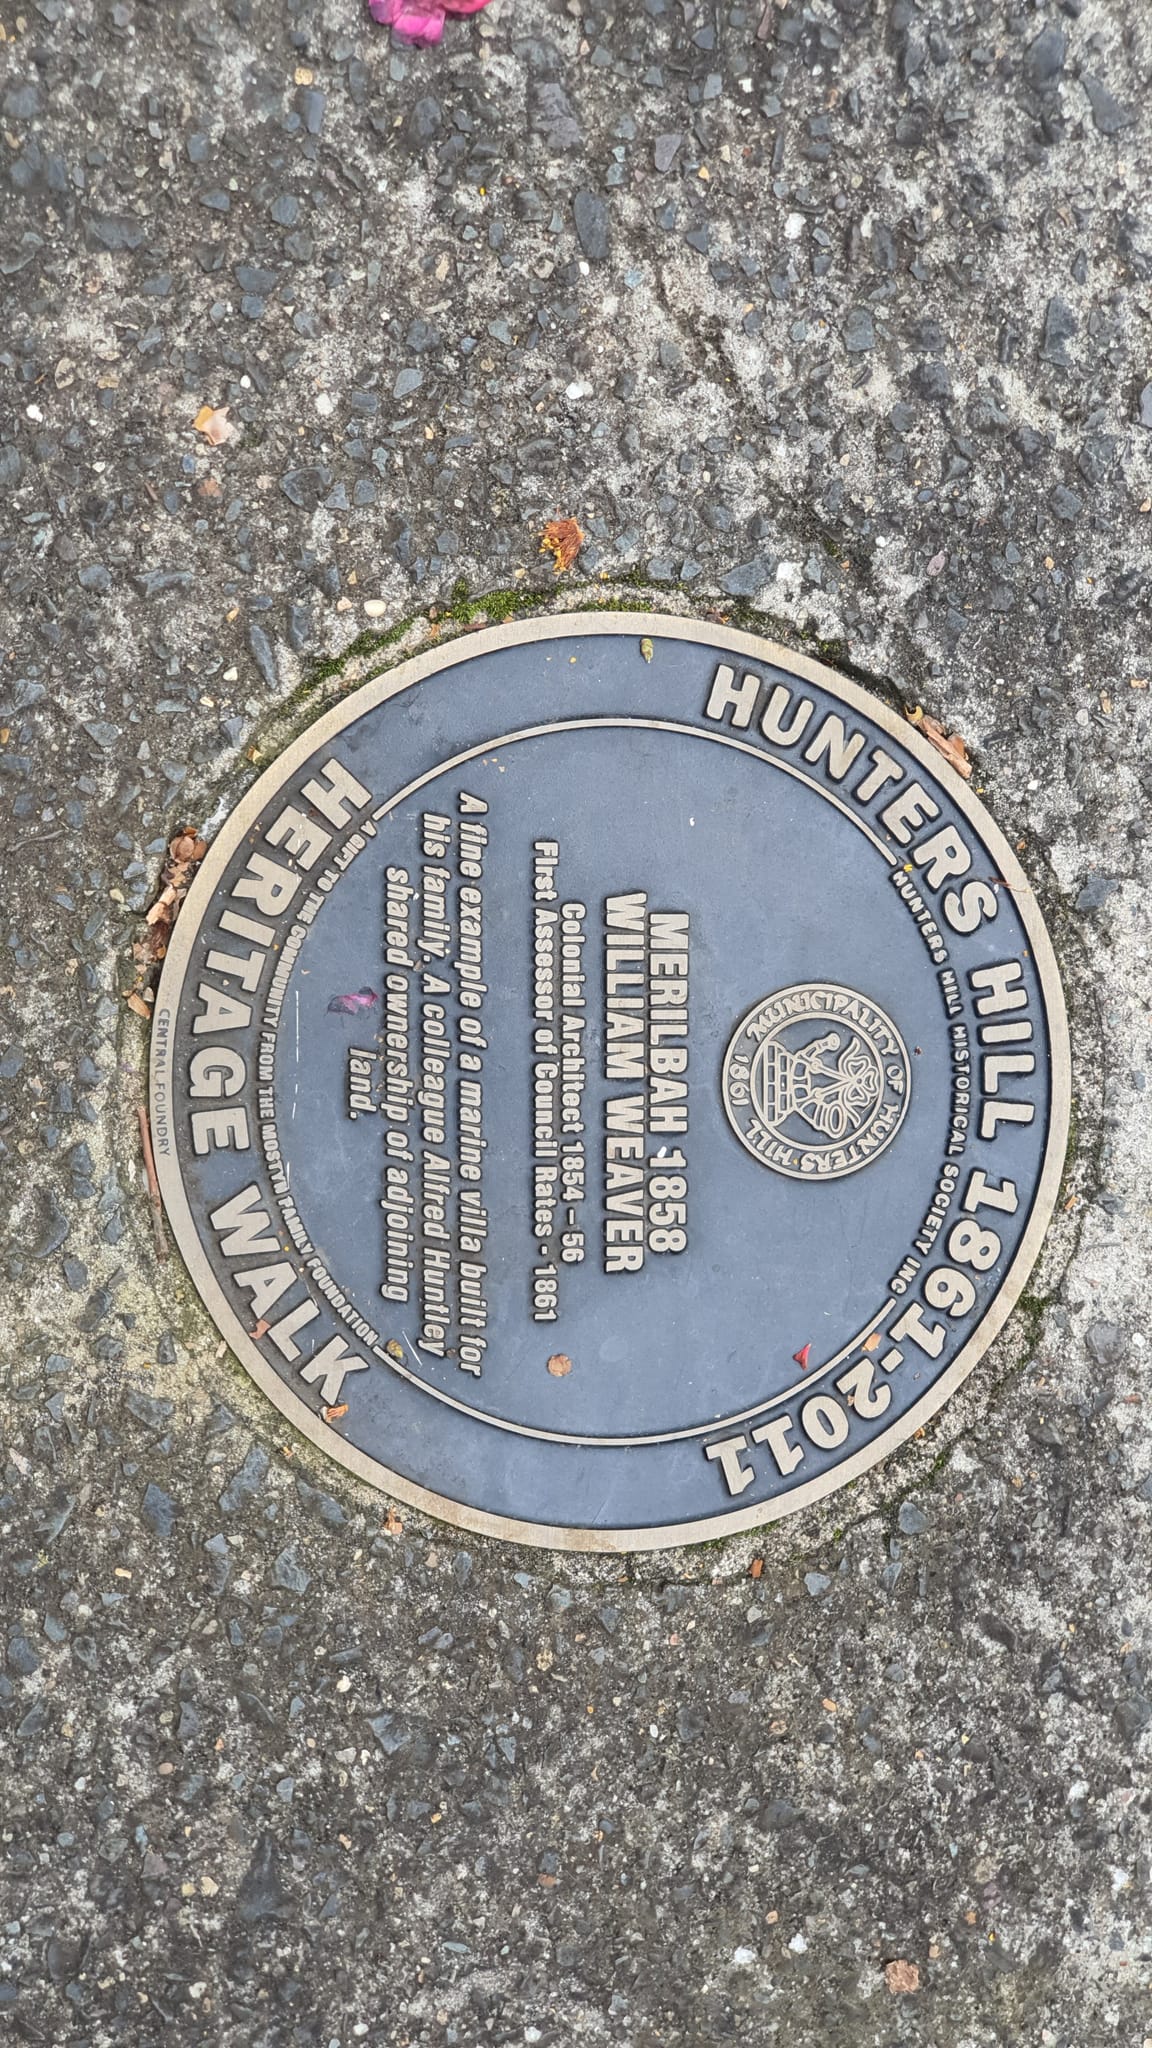 HUNTERS HILL 1861-2011
HUNTERS HILL HISTORICAL SOCIETY INC
MUNICIPALITY OF HUNTERS HILL
1861
MERILBAH 1858
WILLIAM WEAVER
Colonial Architect 1854 - 56
First Assessor of Council Rates - 1861
A fine example of a marine villa built for
his family. A colleague Alfred Huntley
shared ownership of adjoining
land.
A GIFT TO THE COMMUNITY FROM THE MOSTYN FAMILY FOUNDATION
HERITAGE WALK
CENTRAL FOUNDRY